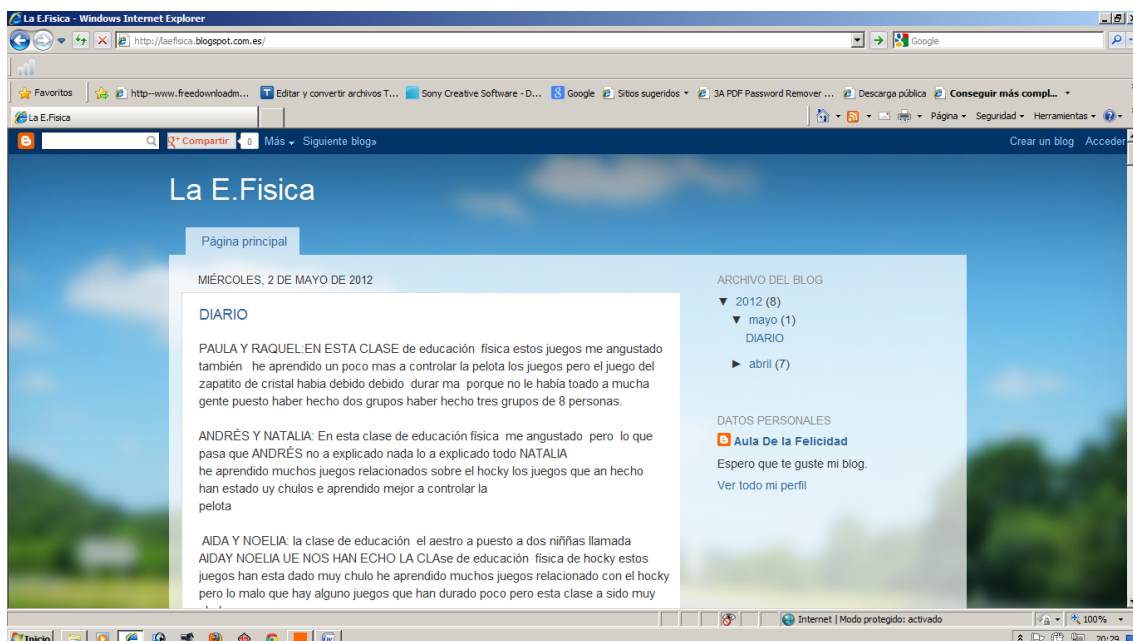 La E.Fisica - Windows Internet Explorer
http://laefisica.blogspot.com.es/ Google
Favoritos http--www.freedownloadm... Editar y convertir archivos T... Sony Creative Software - D... Google Sitios sugeridos 3A PDF Password Remover ... Descarga pública Conseguir más compl...
La E.Fisica Página Seguridad Herramientas
Compartir 0 Más Siguiente blog» Crear un blog Acceder
La E.Fisica
Página principal
MIÉRCOLES, 2 DE MAYO DE 2012
DIARIO
PAULA Y RAQUEL:EN ESTA CLASE de educación física estos juegos me angustado
también he aprendido un poco mas a controlar la pelota los juegos pero el juego del
zapatito de cristal habia debido debido durar ma porque no le había toado a mucha
gente puesto haber hecho dos grupos haber hecho tres grupos de 8 personas.
ANDRÉS Y NATALIA: En esta clase de educación física me angustado pero lo que
pasa que ANDRÉS no a explicado nada lo a explicado todo NATALIA
he aprendido muchos juegos relacionados sobre el hocky los juegos que an hecho
han estado uy chulos e aprendido mejor a controlar la
pelota
AIDA Y NOELIA: la clase de educación el aestro a puesto a dos niññas llamada
AIDAY NOELIA UE NOS HAN ECHO LA CLAse de educación física de hocky estos
juegos han esta dado muy chulo he aprendido muchos juegos relacionado con el hocky
pero lo malo que hay alguno juegos que han durado poco pero esta clase a sido muy
ARCHIVO DEL BLOG
▼ 2012 (8)
▼ mayo (1)
DIARIO
► abril (7)
DATOS PERSONALES
Aula De la Felicidad
Espero que te guste mi blog.
Ver todo mi perfil
Internet | Modo protegido: activado 100%
Inicio 20:29